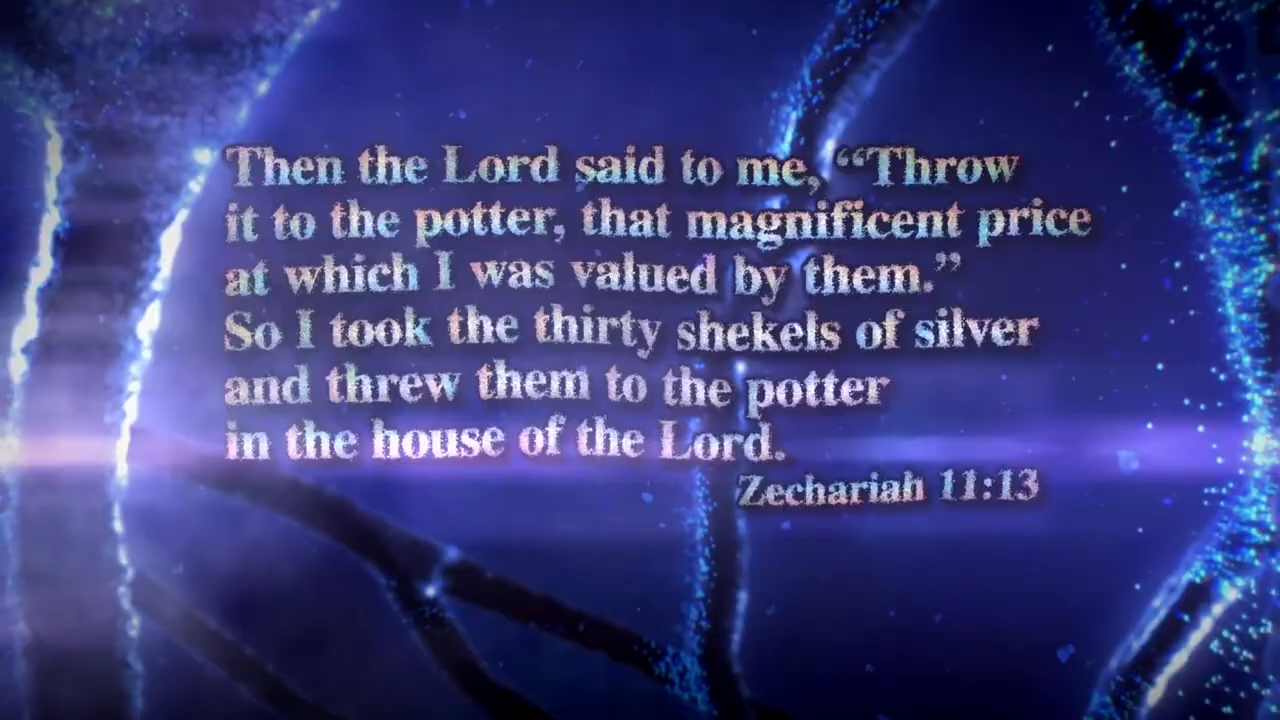 Then the Lord said to me, “Throw
it to the potter, that magnificent price
at which I was valued by them.”
So I took the thirty shekels of silver
and threw them to the potter
in the house of the Lord.
Zechariah 11:13